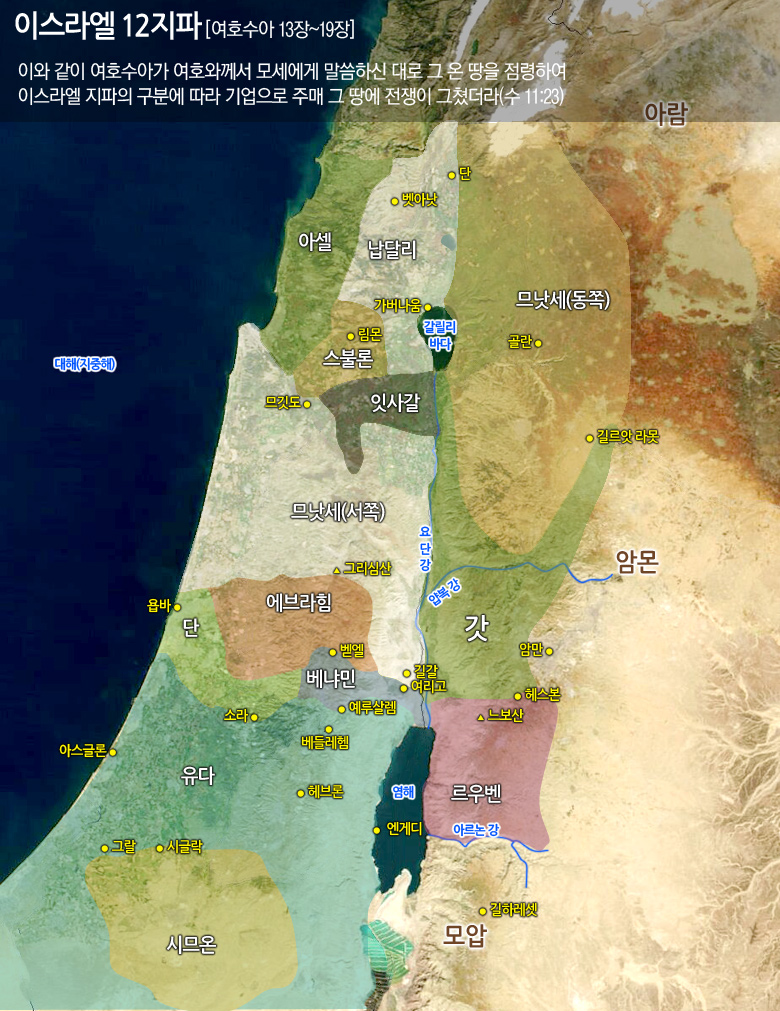 이스라엘 12지파 [여호수아 13장~19장]
이와 같이 여호수아가 여호와께서 모세에게 말씀하신 대로 그 온 땅을 점령하여
이스라엘 지파의 구분에 따라 기업으로 주매 그 땅에 전쟁이 그쳤더라(수 11:23)
아람
단
벳아낫
아셀
납달리
므낫세(동쪽)
가버나움
갈릴리
바다
림몬
골란
스불론
대해(지중해)
므깃도
잇사갈
길르앗 라못
므낫세(서쪽)
요단강
그리심산
암몬
얍복 강
욥바
에브라힘
단
갓
벧엘
암만
베냐민
길갈
여리고
헤스본
소라
예루살렘
느보산
베들레헴
아스글론
유다
헤브론
염해
르우벤
엔게디
아르논 강
그랄
시글락
길하레셋
시므온
모압